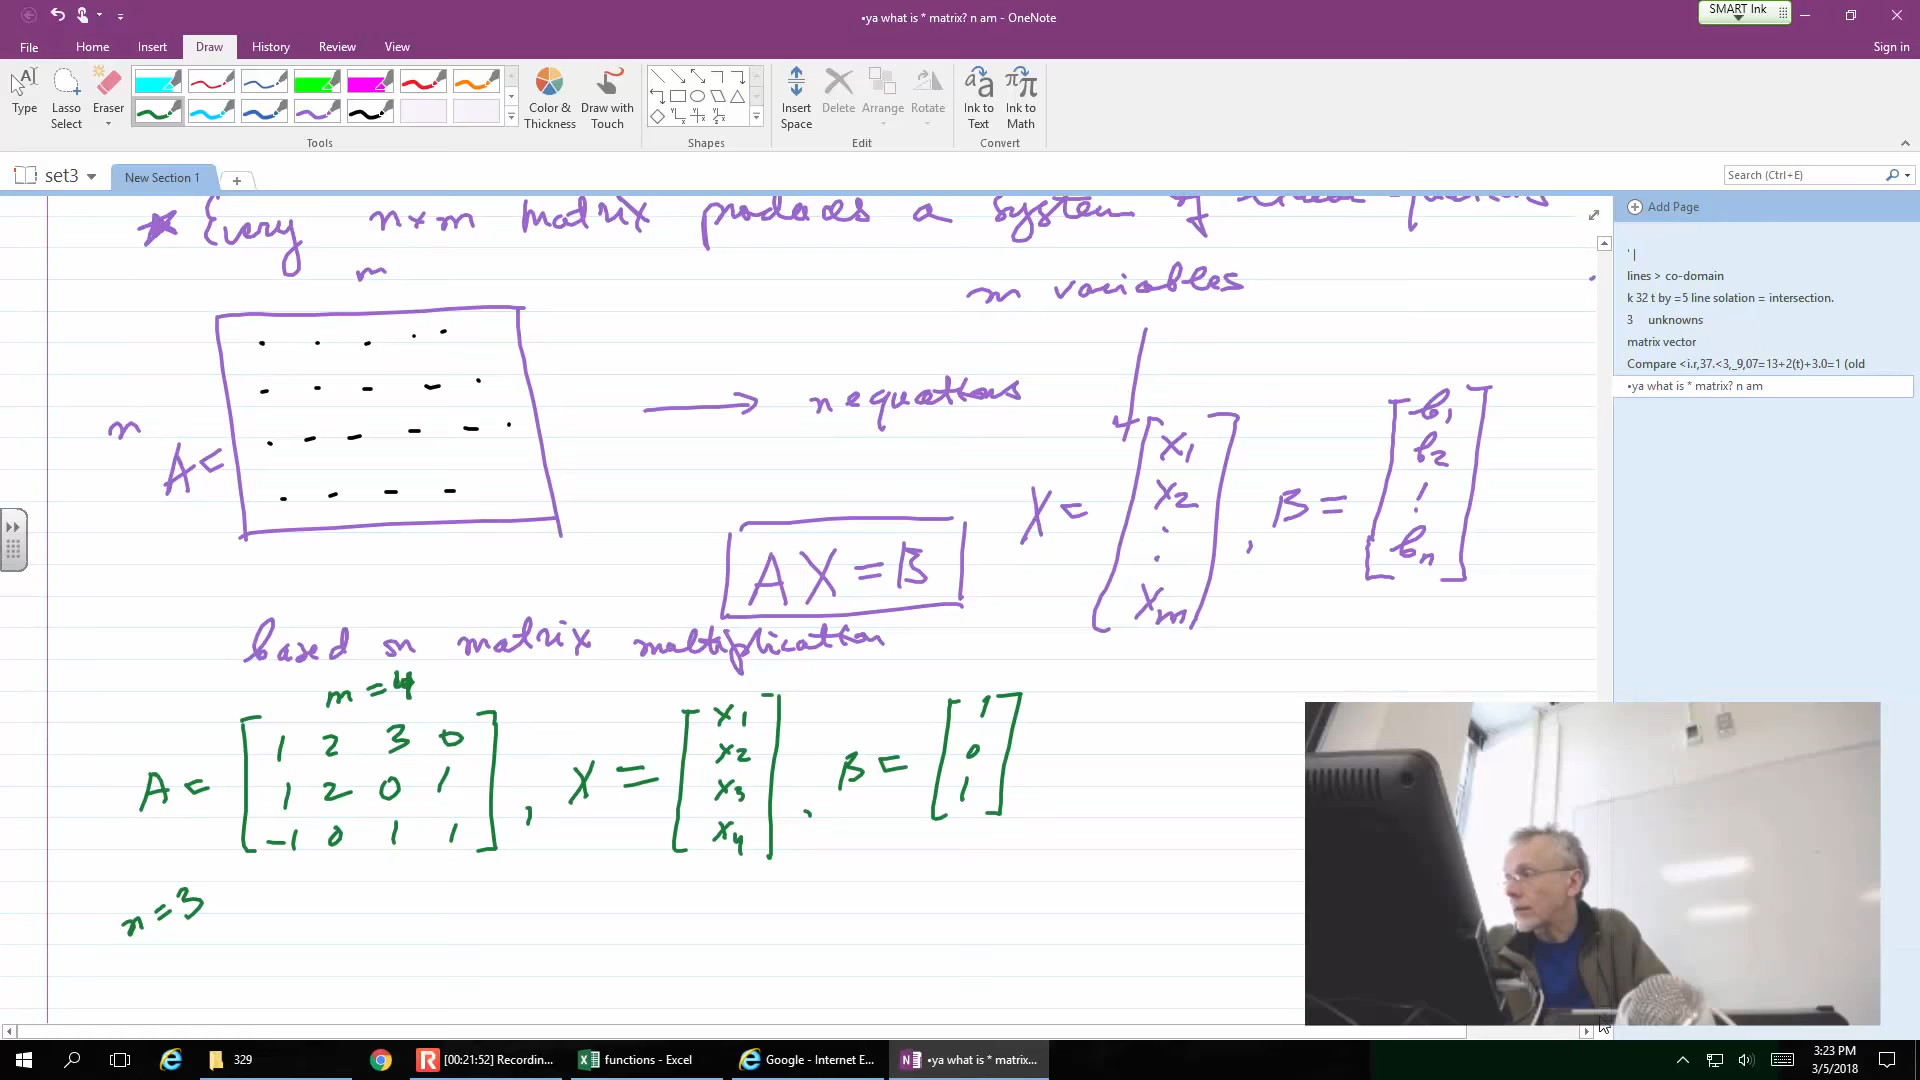 •ya what is * matrix? n am - OneNote
SMART Ink
File Home Insert Draw History Review View
Sign in
Type
Lasso Select
Eraser
Color & Thickness
Draw with Touch
Insert Space
Delete
Arrange
Rotate
Ink to Text
Ink to Math
Tools
Shapes
Edit
Convert
set3
New Section 1
Search (Ctrl+E)
Add Page
' |
lines > co-domain
k 32 t by =5 line solation = intersection.
3 unknowns
matrix vector
Compare <i.r,37.<3,_9,07=13+2(t)+3.0=1 (old
•ya what is * matrix? n am
Every n×m matrix produces a system of linear
m
m variables
n
A =
n equations
X = [x1 x2 . . xm] , B = [b1 b2 ⋮ bn]
AX = B
based on matrix multiplication
m = 4
A = [1 2 3 0
1 2 0 1
-1 0 1 1] , X = [x1 x2 x3 x4] , B = [1 0 1]
n = 3
329
[00:21:52] Recordin...
functions - Excel
Google - Internet E...
•ya what is * matrix...
3:23 PM
3/5/2018